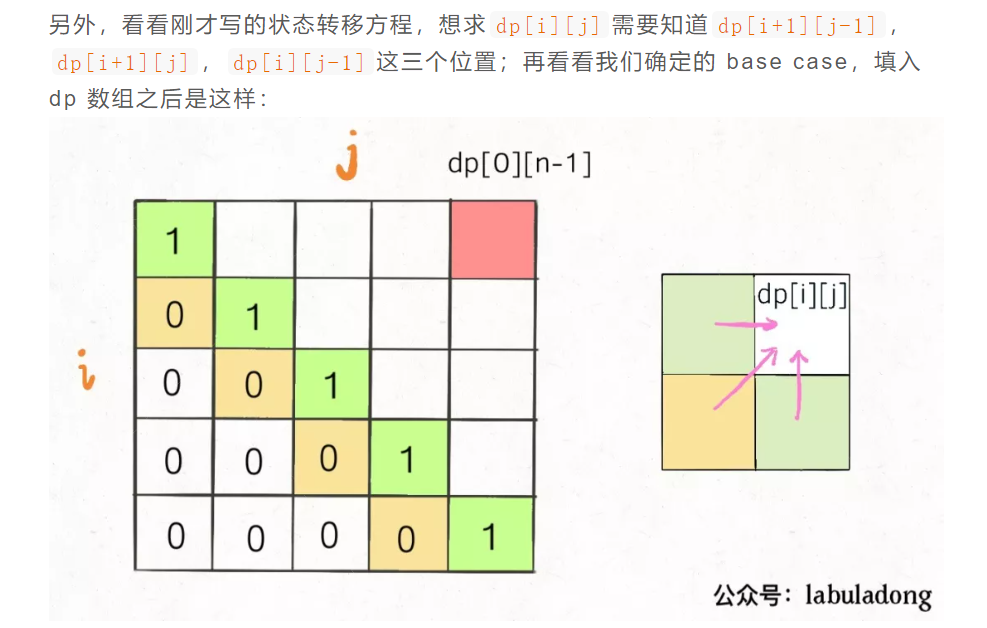 另外，看看刚才写的状态转移方程，想求 dp[i][j] 需要知道 dp[i+1][j-1] ，
dp[i+1][j] ， dp[i][j-1] 这三个位置；再看看我们确定的 base case，填入
dp 数组之后是这样：
j dp[0][n-1]
1
0 1 dp[i][j]
i 0 0 1
0 0 0 1
0 0 0 0 1
公众号：labuladong